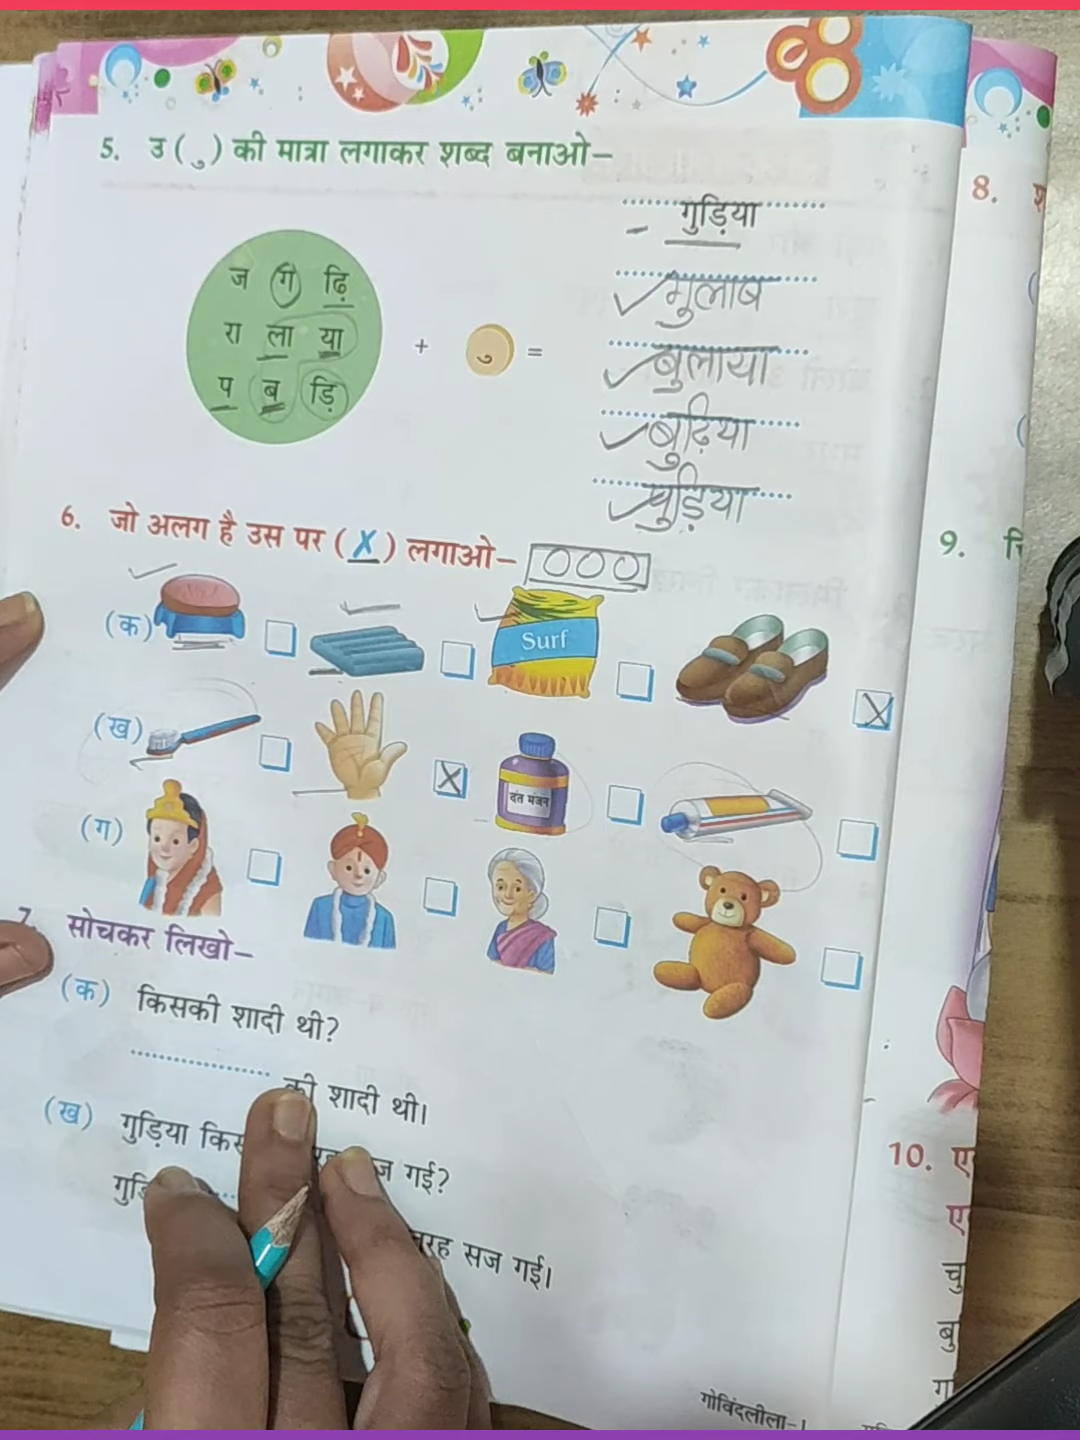 5. उ ( ु ) की मात्रा लगाकर शब्द बनाओ–
गुड़िया
ज ग ढ़ि
रा ला या
प ब ड़ि
+ ु =
गुलाब
बुलाया
बुढ़िया
पुड़िया
6. जो अलग है उस पर (X) लगाओ–
(क)
Surf
X
(ख)
X
दंत मंजन
(ग)
7. सोचकर लिखो–
(क) किसकी शादी थी?
की शादी थी।
(ख) गुड़िया गई?
सज गई।
गोविंदलीला-1
8.
9.
10.
चु
बु